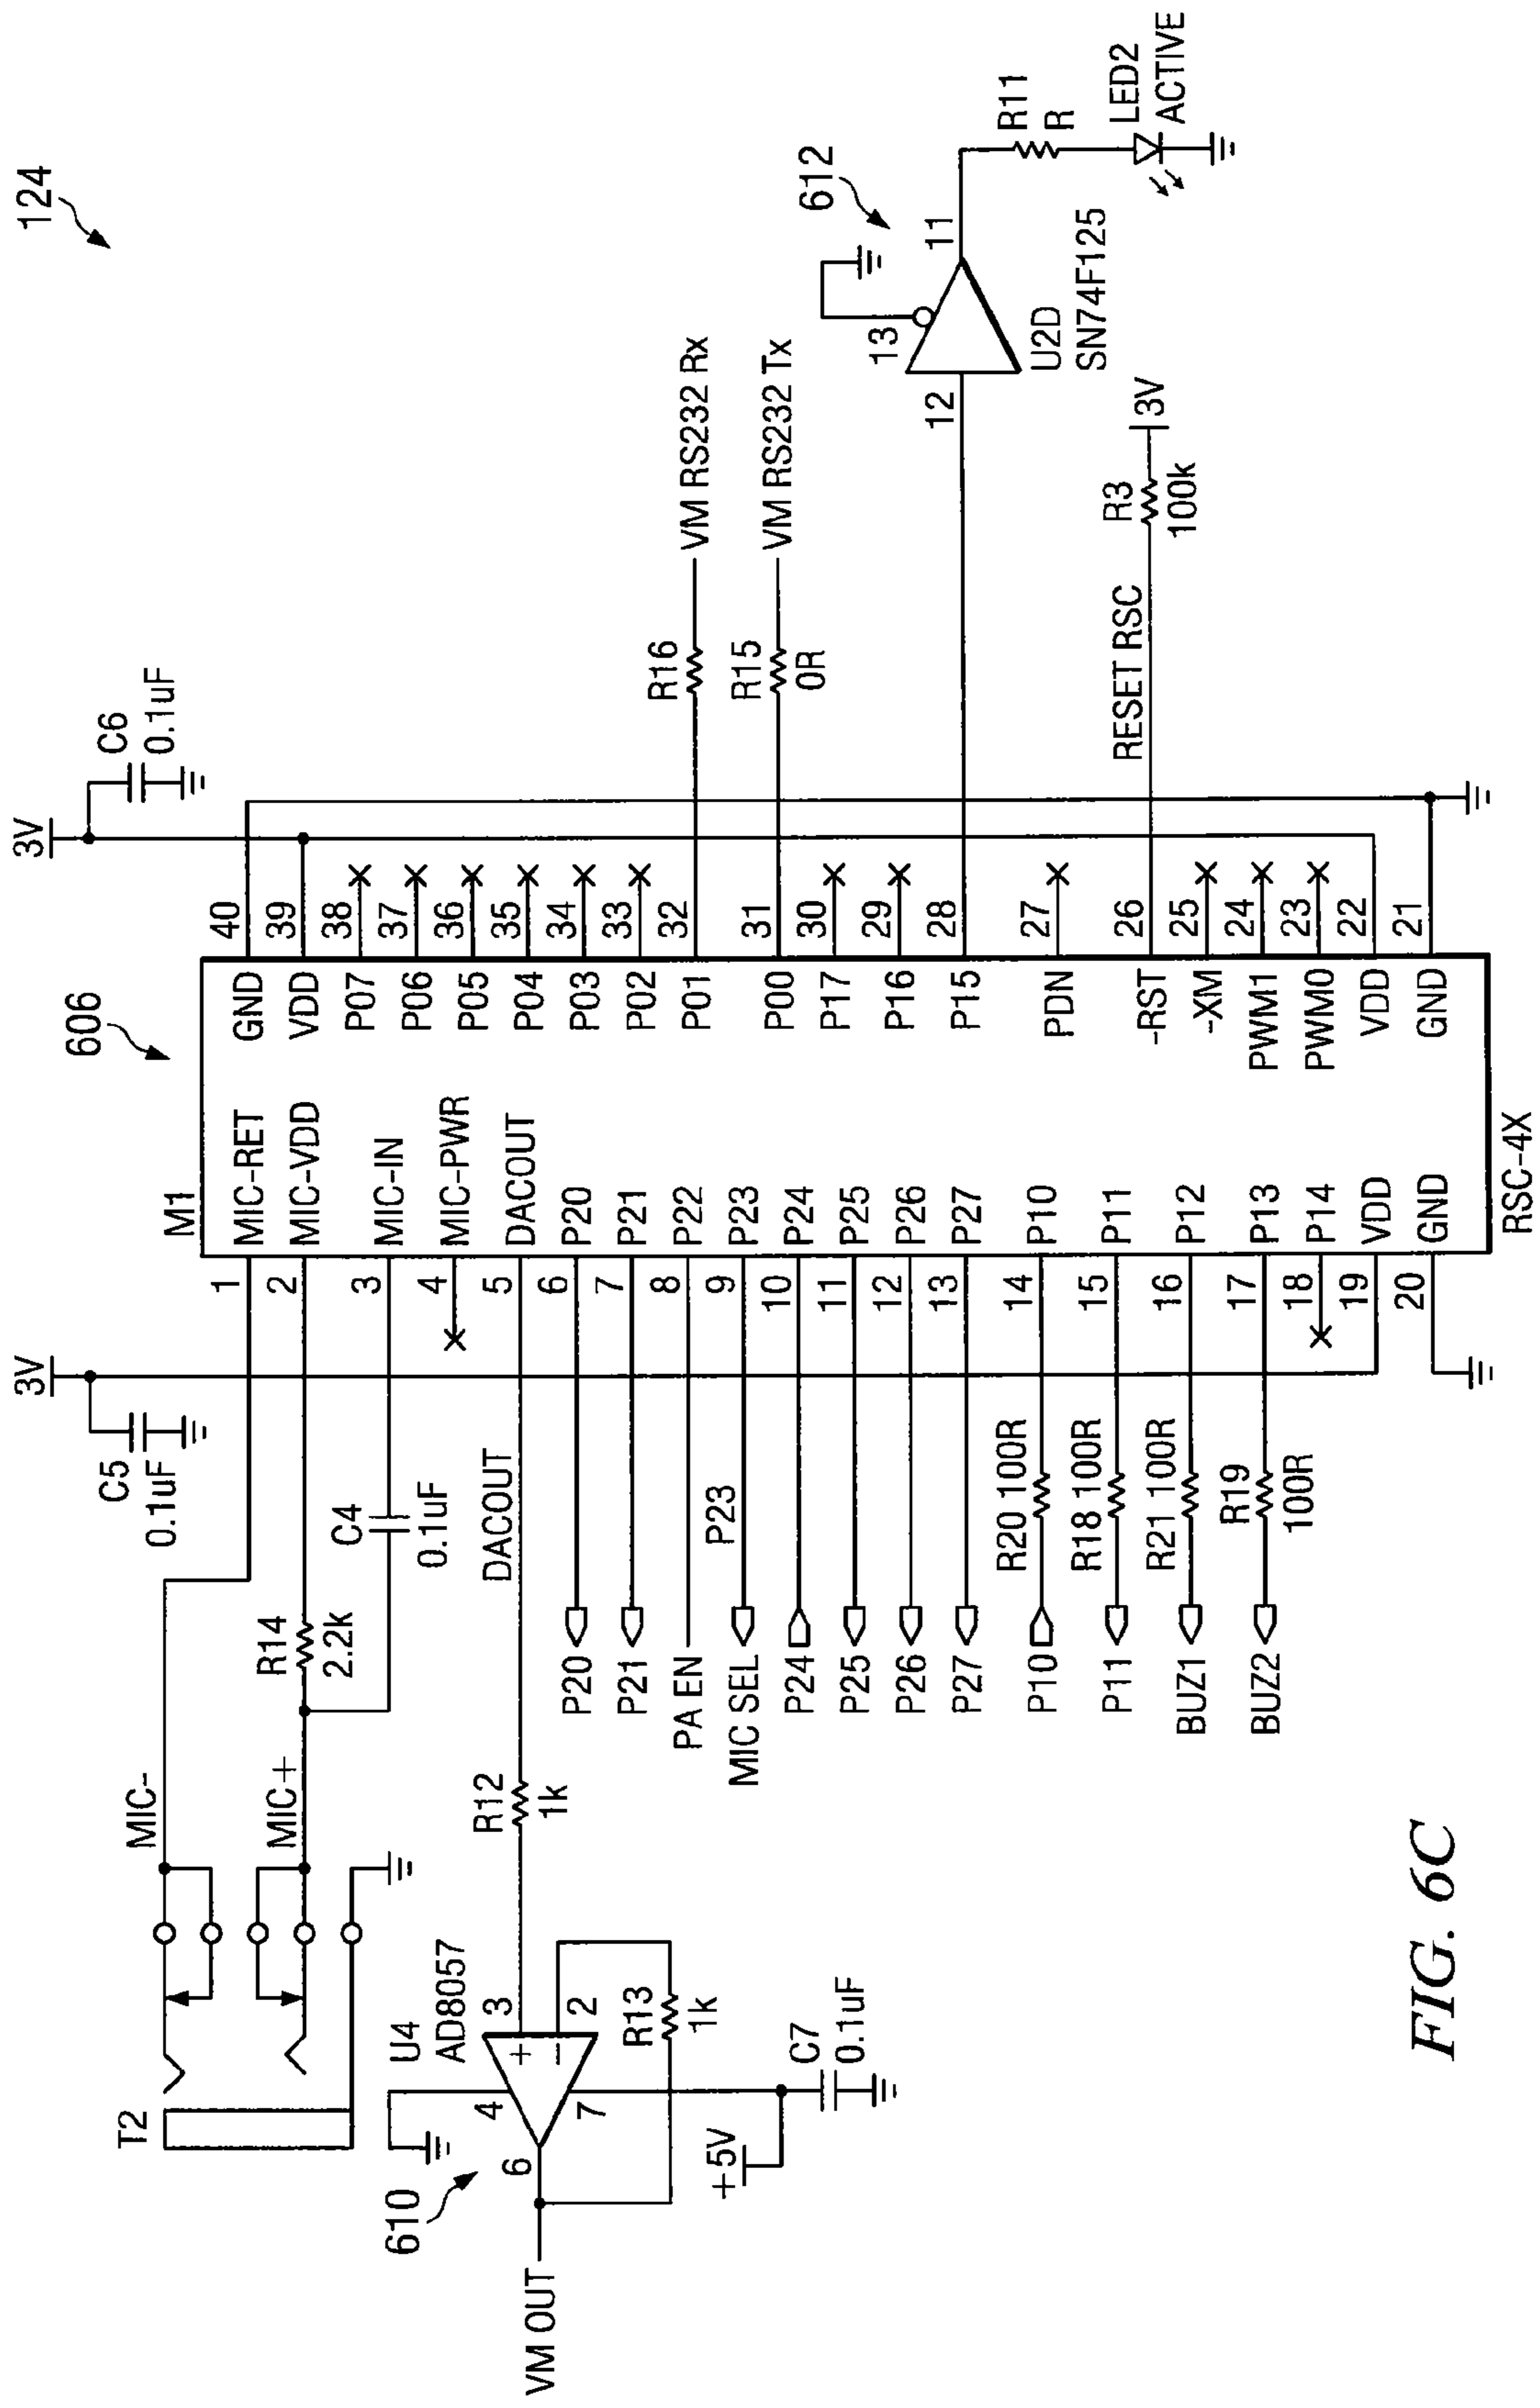 124
606
M1
RSC-4X
3V
C5
0.1uF
3V
C6
0.1uF
T2
MIC-
MIC+
R14
2.2k
C4
0.1uF
DACOUT
R12
1k
U4
AD8057
3
2
4
7
6
R13
1k
610
VM OUT
+5V
C7
0.1uF
1 MIC-RET
2 MIC-VDD
3 MIC-IN
4 MIC-PWR
5 DACOUT
P20 6 P20
P21 7 P21
PA EN 8 P22
MIC SEL P23 9 P23
P24 10 P24
P25 11 P25
P26 12 P26
P27 13 P27
P10 R20 100R 14 P10
P11 R18 100R 15 P11
BUZ1 R21 100R 16 P12
BUZ2 R19 100R 17 P13
18 P14
19 VDD
20 GND
GND 40
VDD 39
P07 38
P06 37
P05 36
P04 35
P03 34
P02 33
P01 32
R16
VM RS232 Rx
P00 31
R15
0R
VM RS232 Tx
P17 30
P16 29
P15 28
PDN 27
-RST 26
RESET RSC
R3
100k
3V
-XM 25
PWM1 24
PWM0 23
VDD 22
GND 21
612
12
13
11
U2D
SN74F125
R11
R
LED2
ACTIVE
FIG. 6C